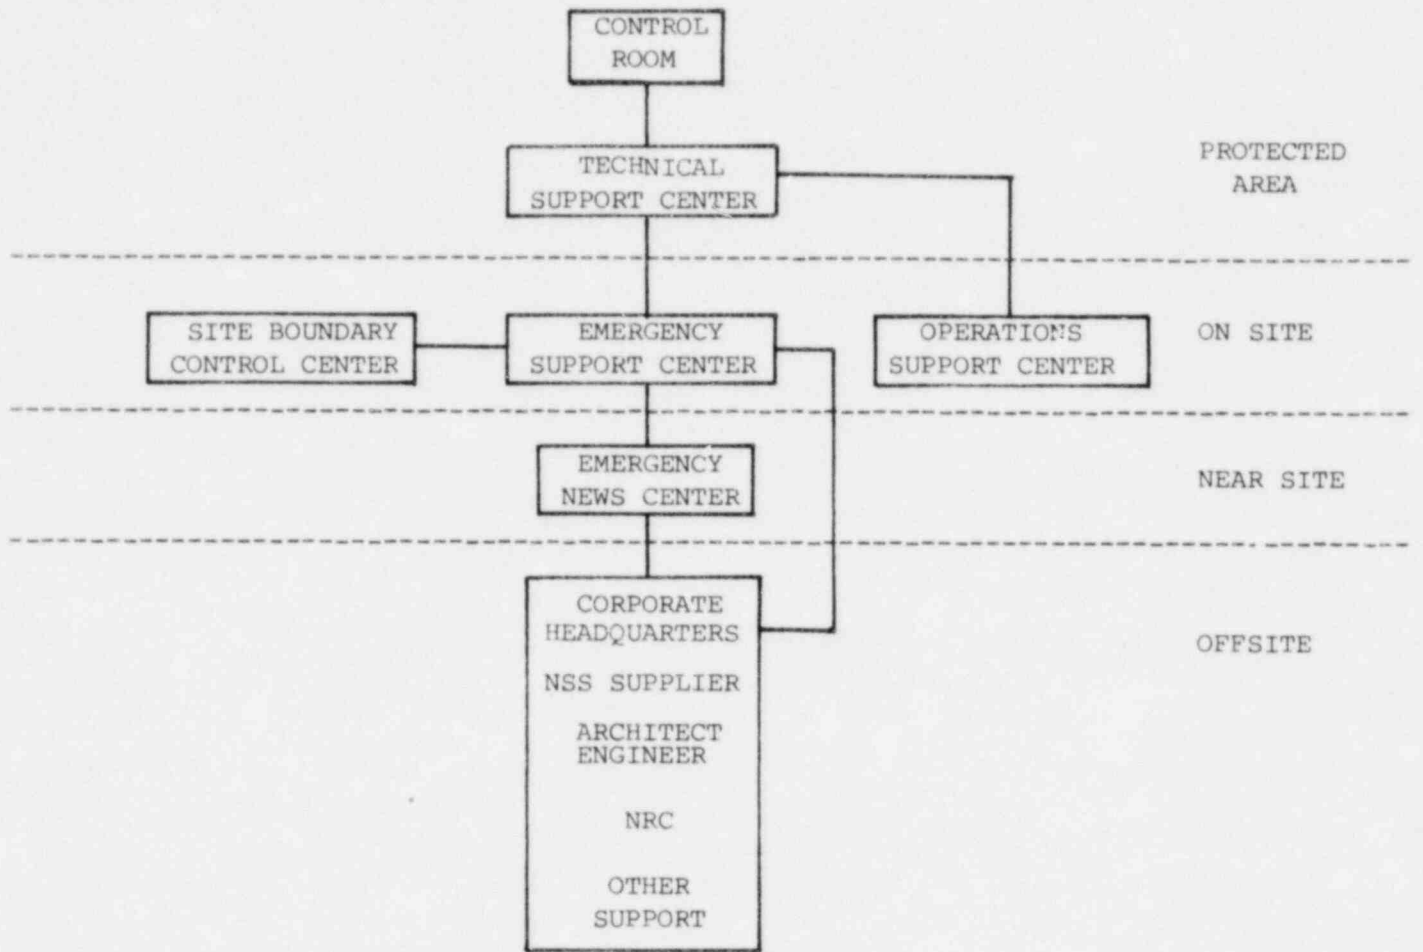 CONTROL
ROOM
TECHNICAL
SUPPORT CENTER
PROTECTED
AREA
SITE BOUNDARY
CONTROL CENTER
EMERGENCY
SUPPORT CENTER
OPERATIONS
SUPPORT CENTER
ON SITE
EMERGENCY
NEWS CENTER
NEAR SITE
CORPORATE
HEADQUARTERS
NSS SUPPLIER
ARCHITECT
ENGINEER
NRC
OTHER
SUPPORT
OFFSITE